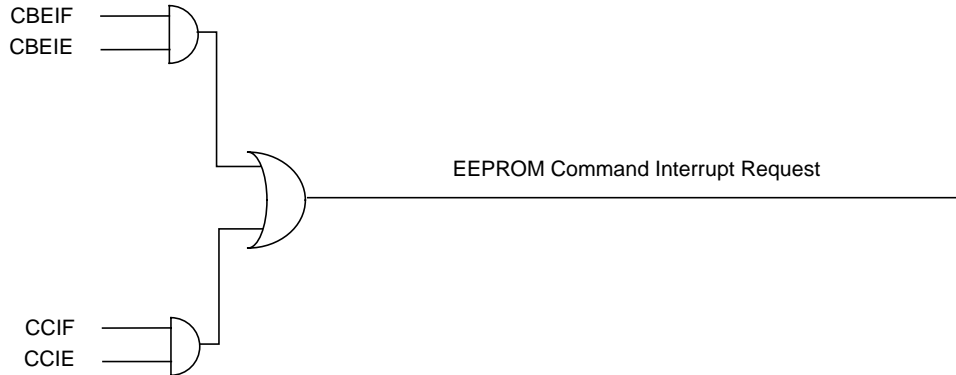 CBEIF
CBEIE
EEPROM Command Interrupt Request
CCIF
CCIE